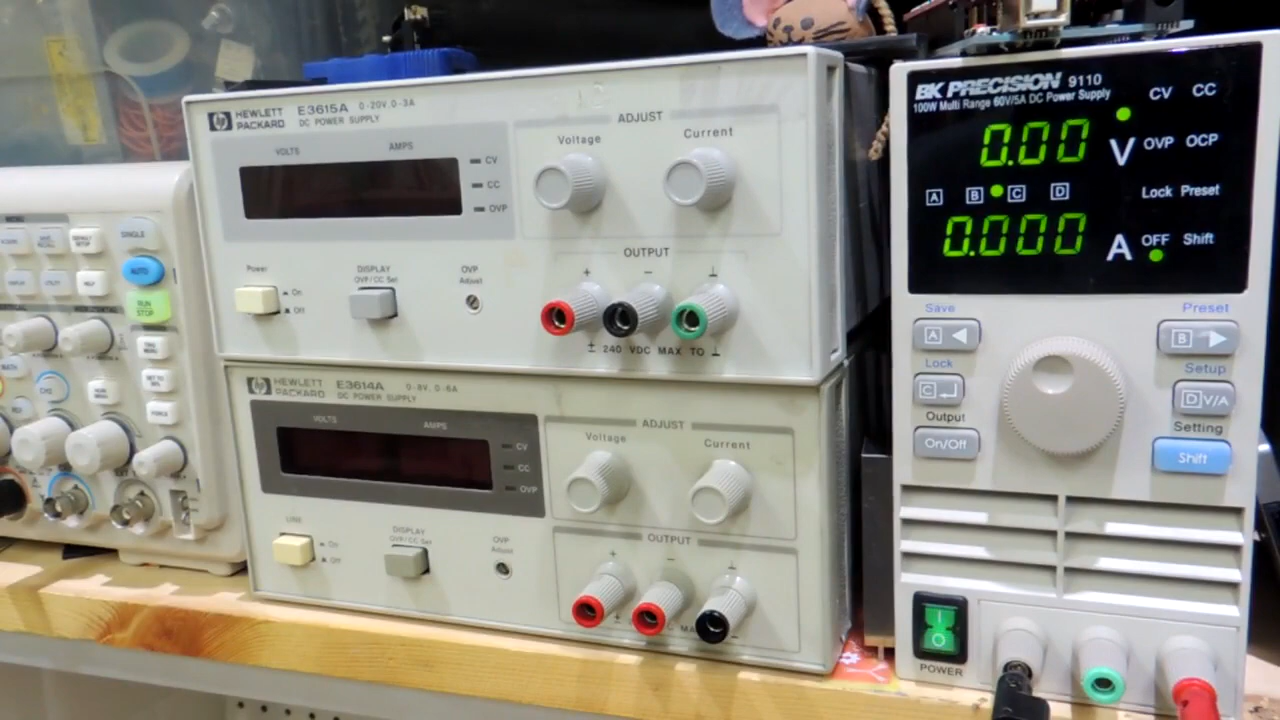 SINGLE
AUTO
RUN
STOP
hp HEWLETT
PACKARD
E3615A 0-20V, 0-3A
DC POWER SUPPLY
VOLTS AMPS
CV
CC
OVP
ADJUST
Voltage Current
OUTPUT
+ − ⊥
± 240 VDC MAX TO ⊥
Power
On
Off
DISPLAY
OVP/CC Set
OVP
Adjust
hp HEWLETT
PACKARD
E3614A 0-8V, 0-6A
DC POWER SUPPLY
VOLTS AMPS
CV
CC
OVP
ADJUST
Voltage Current
OUTPUT
+ − ⊥
LINE
On
Off
DISPLAY
OVP/CC Set
OVP
Adjust
BK PRECISION 9110
100W Multi Range 60V/5A DC Power Supply
CV CC
0.00 V
OVP OCP
A B C D
Lock Preset
0.000 A
OFF Shift
Save Preset
A B
Lock Setup
C D V/A
Output Setting
On/Off Shift
POWER